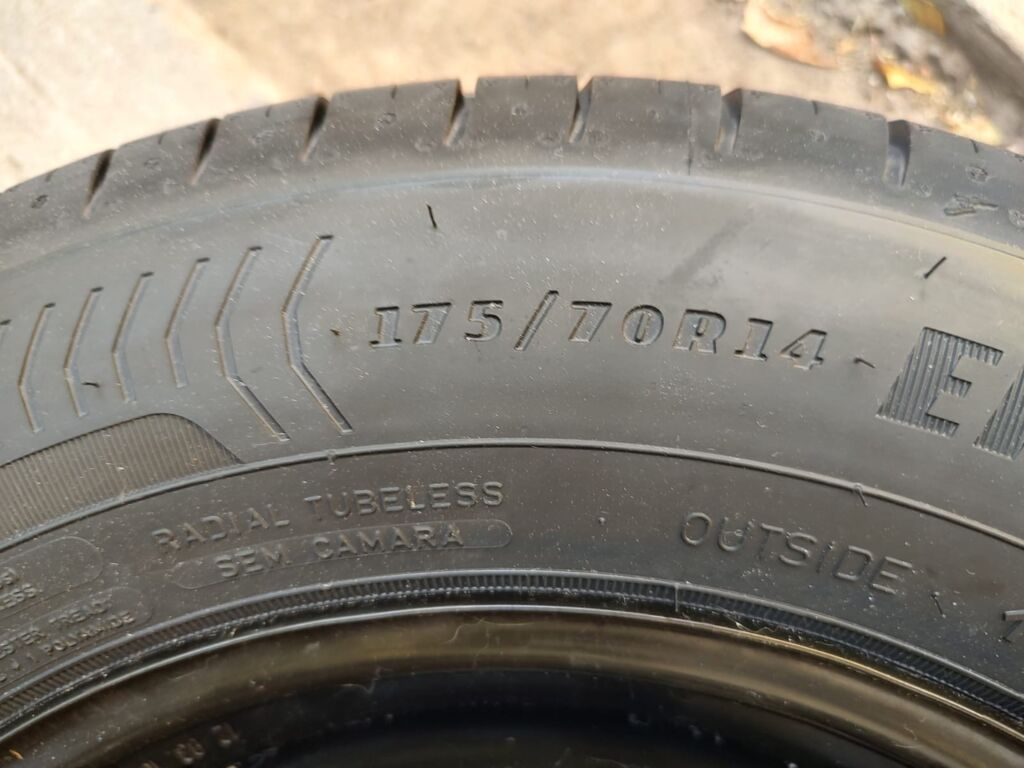 175/70R14
E
RADIAL TUBELESS
SEM CAMARA
OUTSIDE